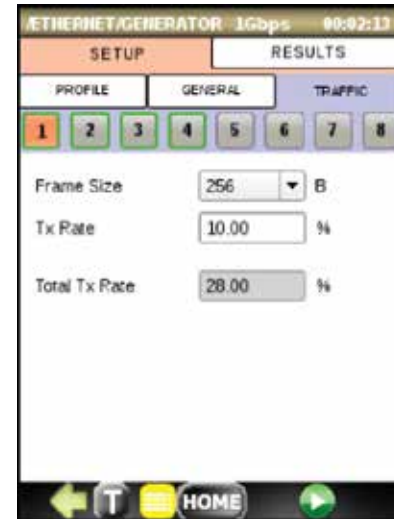 /ETHERNET/GENERATOR 1Gbps 00:02:13
SETUP RESULTS
PROFILE GENERAL TRAFFIC
1 2 3 4 5 6 7 8
Frame Size 256 B
Tx Rate 10.00 %
Total Tx Rate 28.00 %
T HOME